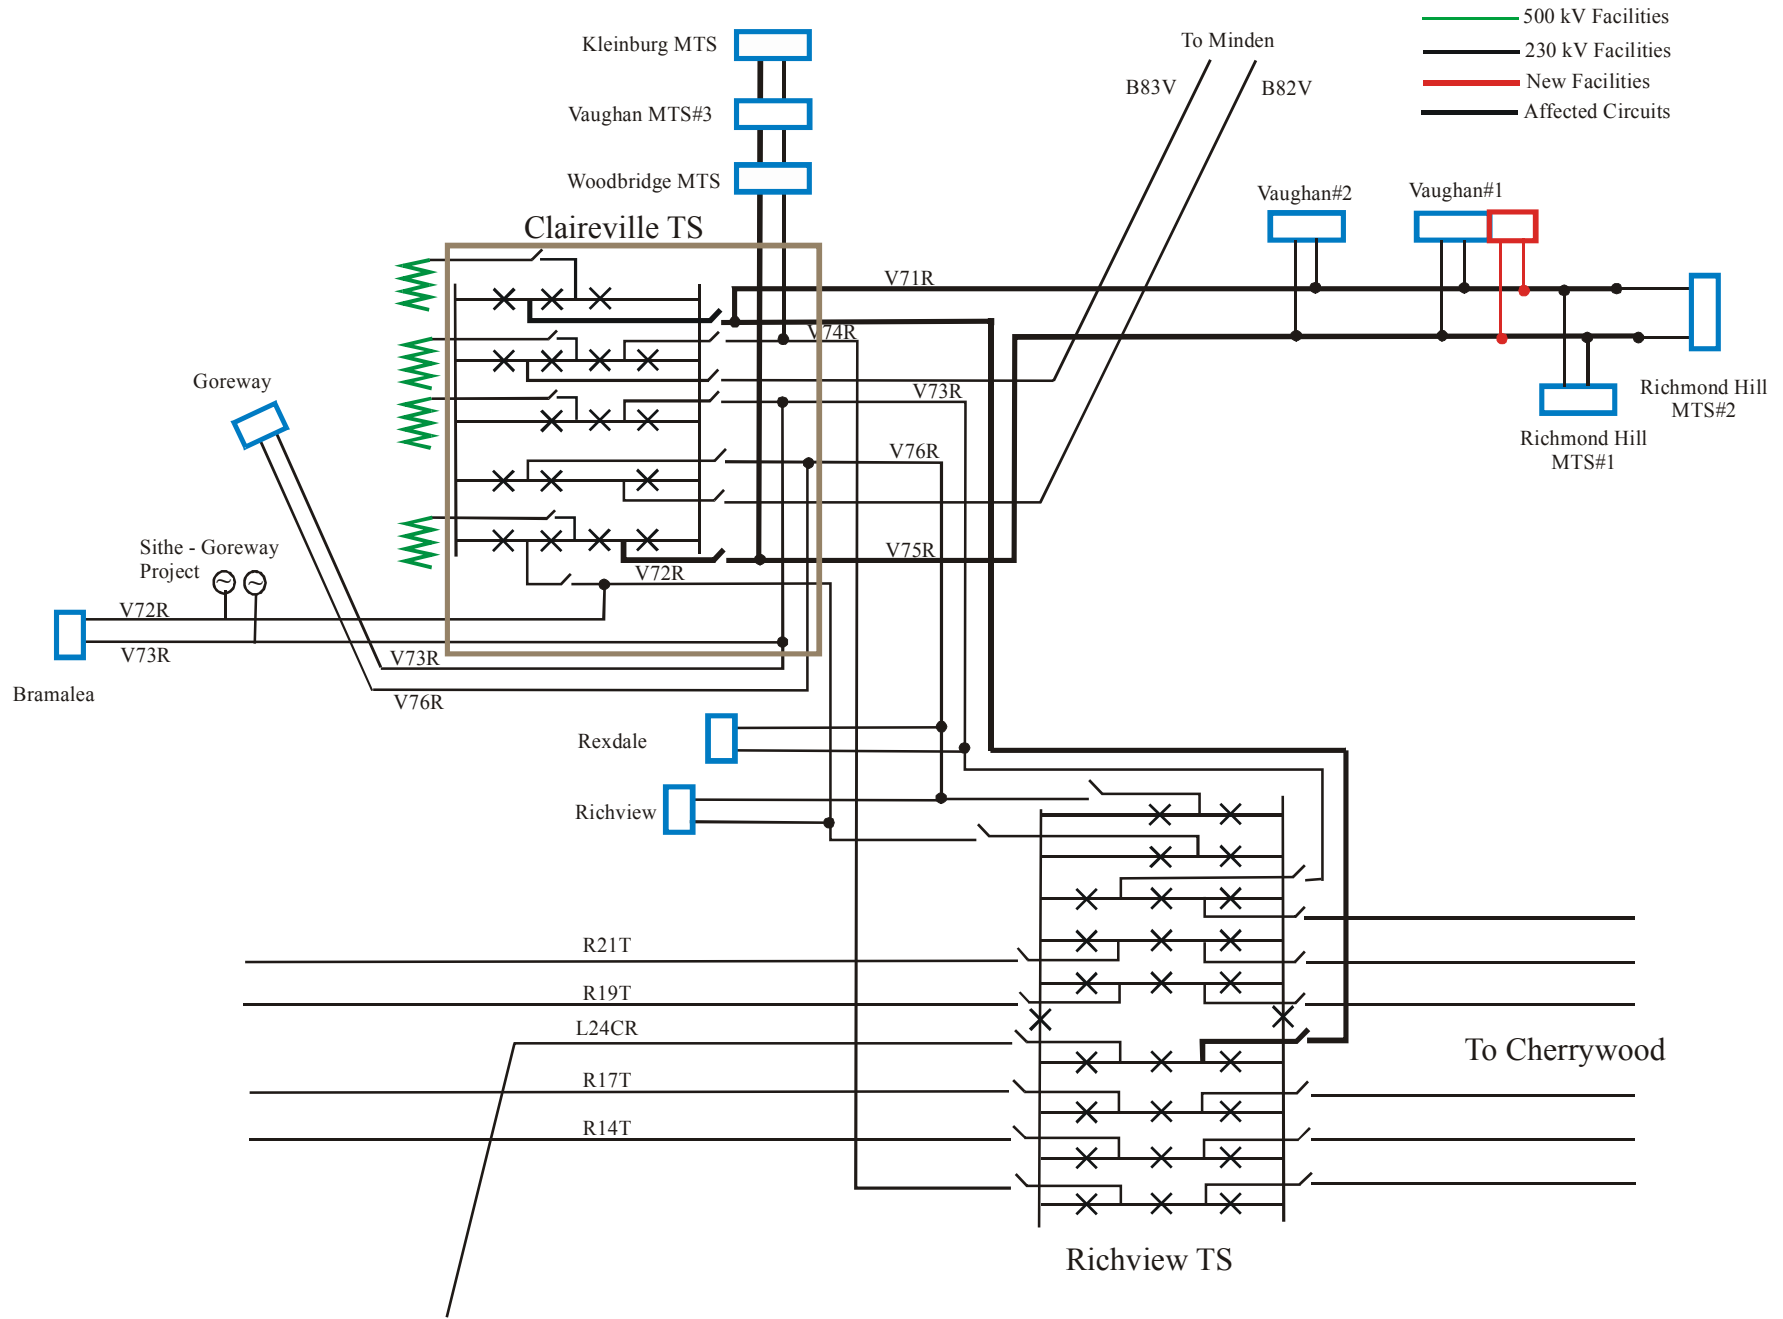 500 kV Facilities
230 kV Facilities
New Facilities
Affected Circuits
Kleinburg MTS
Vaughan MTS#3
Woodbridge MTS
To Minden
B83V
B82V
Vaughan#2
Vaughan#1
Claireville TS
V71R
V74R
V73R
V76R
V75R
V72R
Goreway
Richmond Hill
MTS#2
Richmond Hill
MTS#1
Sithe - Goreway
Project
V72R
V73R
Bramalea
V73R
V76R
Rexdale
Richview
R21T
R19T
L24CR
R17T
R14T
To Cherrywood
Richview TS